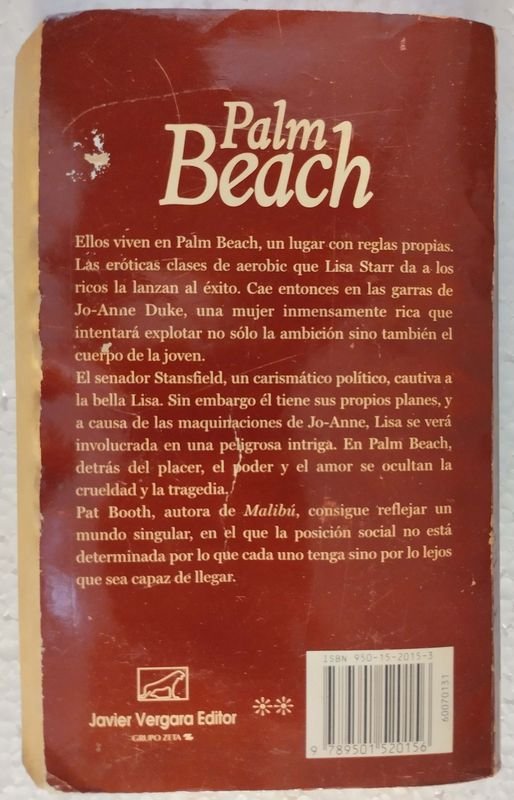 Palm
Beach
Ellos viven en Palm Beach, un lugar con reglas propias.
Las eróticas clases de aerobic que Lisa Starr da a los
ricos la lanzan al éxito. Cae entonces en las garras de
Jo-Anne Duke, una mujer inmensamente rica que
intentará explotar no sólo la ambición sino también el
cuerpo de la joven.
El senador Stansfield, un carismático político, cautiva a
la bella Lisa. Sin embargo él tiene sus propios planes, y
a causa de las maquinaciones de Jo-Anne, Lisa se verá
involucrada en una peligrosa intriga. En Palm Beach,
detrás del placer, el poder y el amor se ocultan la
crueldad y la tragedia.
Pat Booth, autora de Malibú, consigue reflejar un
mundo singular, en el que la posición social no está
determinada por lo que cada uno tenga sino por lo lejos
que sea capaz de llegar.
ISBN 950-15-2015-3
60070131
9 789501 520156
Javier Vergara Editor
GRUPO ZETA